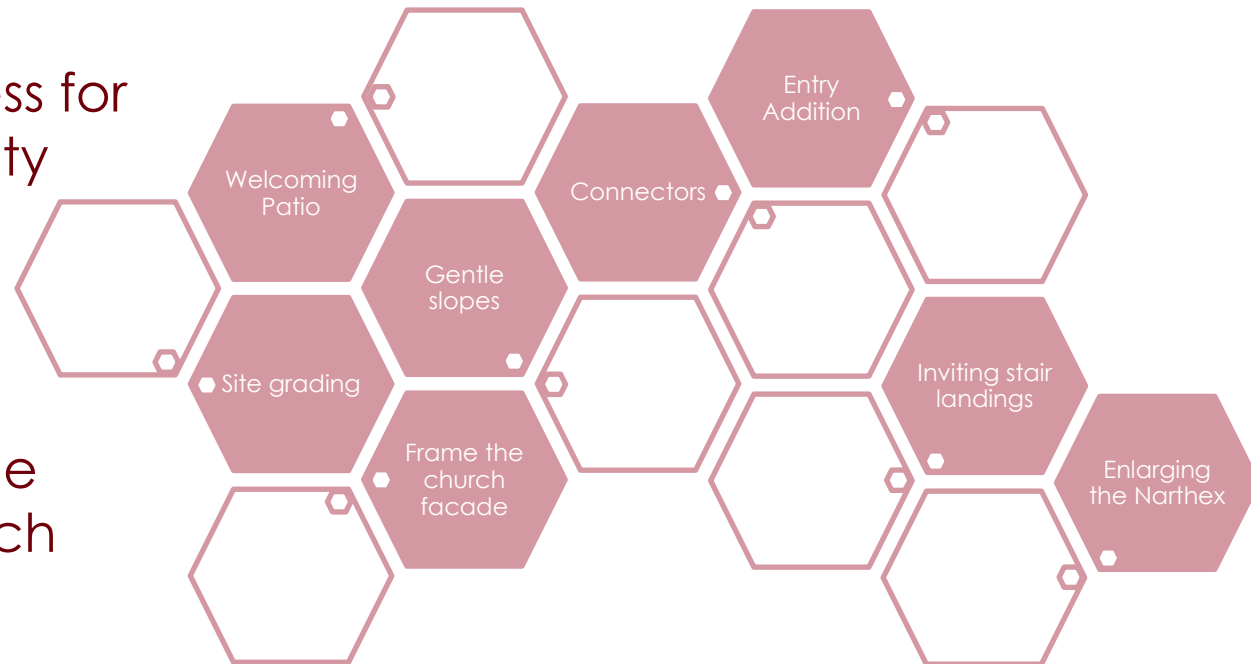 ss for
ty
e
ch
Welcoming
Patio
Gentle
slopes
Site grading
Frame the
church
facade
Connectors
Entry
Addition
Inviting stair
landings
Enlarging
the Narthex